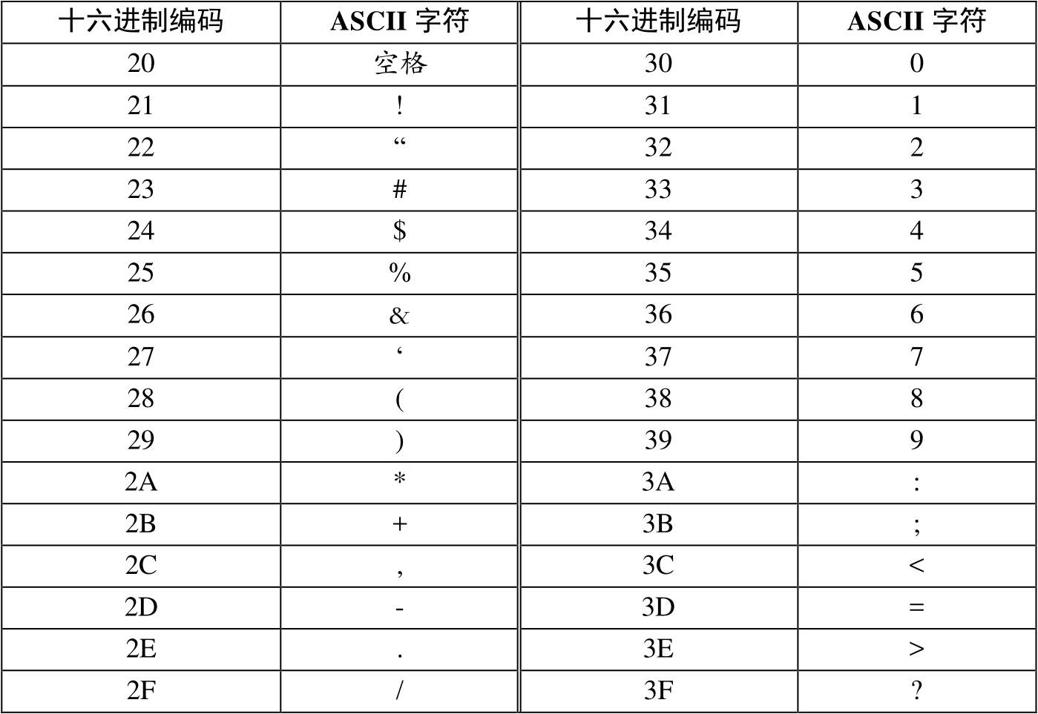 十六进制编码 ASCII 字符 十六进制编码 ASCII 字符
20 空格 30 0
21 ! 31 1
22 “ 32 2
23 # 33 3
24 $ 34 4
25 % 35 5
26 & 36 6
27 ‘ 37 7
28 ( 38 8
29 ) 39 9
2A * 3A :
2B + 3B ;
2C , 3C <
2D - 3D =
2E . 3E >
2F / 3F ?